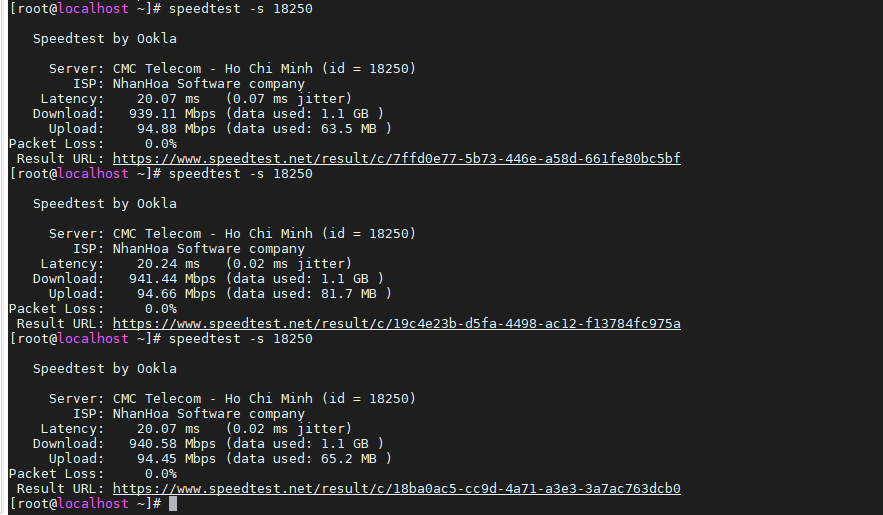 [root@localhost ~]# speedtest -s 18250
Speedtest by Ookla
Server: CMC Telecom - Ho Chi Minh (id = 18250)
ISP: NhanHoa Software company
Latency: 20.07 ms (0.07 ms jitter)
Download: 939.11 Mbps (data used: 1.1 GB )
Upload: 94.88 Mbps (data used: 63.5 MB )
Packet Loss: 0.0%
Result URL: https://www.speedtest.net/result/c/7ffd0e77-5b73-446e-a58d-661fe80bc5bf
[root@localhost ~]# speedtest -s 18250
Speedtest by Ookla
Server: CMC Telecom - Ho Chi Minh (id = 18250)
ISP: NhanHoa Software company
Latency: 20.24 ms (0.02 ms jitter)
Download: 941.44 Mbps (data used: 1.1 GB )
Upload: 94.66 Mbps (data used: 81.7 MB )
Packet Loss: 0.0%
Result URL: https://www.speedtest.net/result/c/19c4e23b-d5fa-4498-ac12-f13784fc975a
[root@localhost ~]# speedtest -s 18250
Speedtest by Ookla
Server: CMC Telecom - Ho Chi Minh (id = 18250)
ISP: NhanHoa Software company
Latency: 20.07 ms (0.02 ms jitter)
Download: 940.58 Mbps (data used: 1.1 GB )
Upload: 94.45 Mbps (data used: 65.2 MB )
Packet Loss: 0.0%
Result URL: https://www.speedtest.net/result/c/18ba0ac5-cc9d-4a71-a3e3-3a7ac763dcb0
[root@localhost ~]#